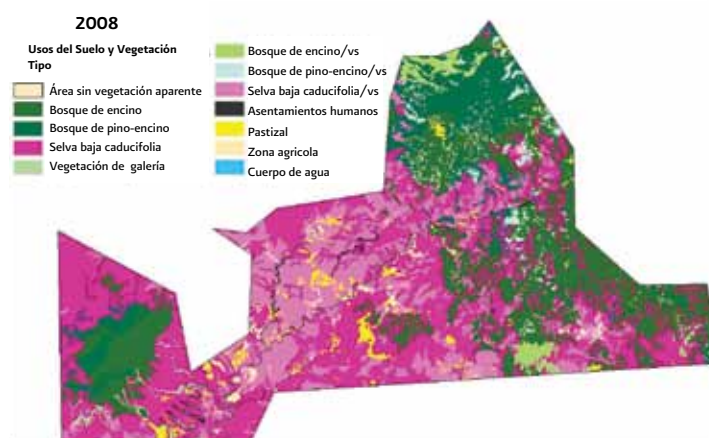 2008
Usos del Suelo y Vegetación
Tipo
Área sin vegetación aparente
Bosque de encino
Bosque de pino-encino
Selva baja caducifolia
Vegetación de galería
Bosque de encino/vs
Bosque de pino-encino/vs
Selva baja caducifolia/vs
Asentamientos humanos
Pastizal
Zona agricola
Cuerpo de agua